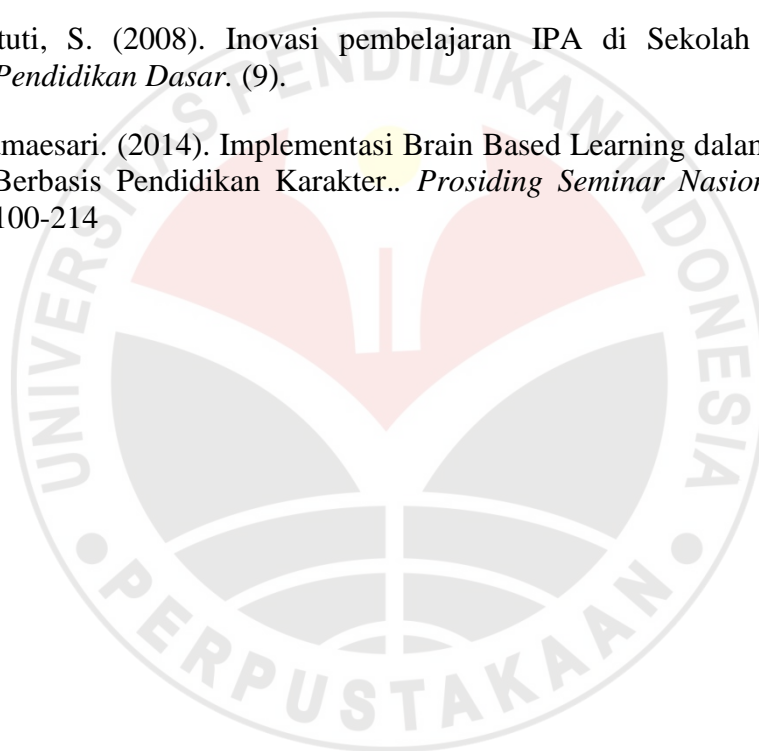 tuti, S. (2008). Inovasi pembelajaran IPA di Sekolah
Pendidikan Dasar. (9).
maesari. (2014). Implementasi Brain Based Learning dalam
Berbasis Pendidikan Karakter.. Prosiding Seminar Nasion
100-214
UNIVERSITAS PENDIDIKAN INDONESIA
PERPUSTAKAAN